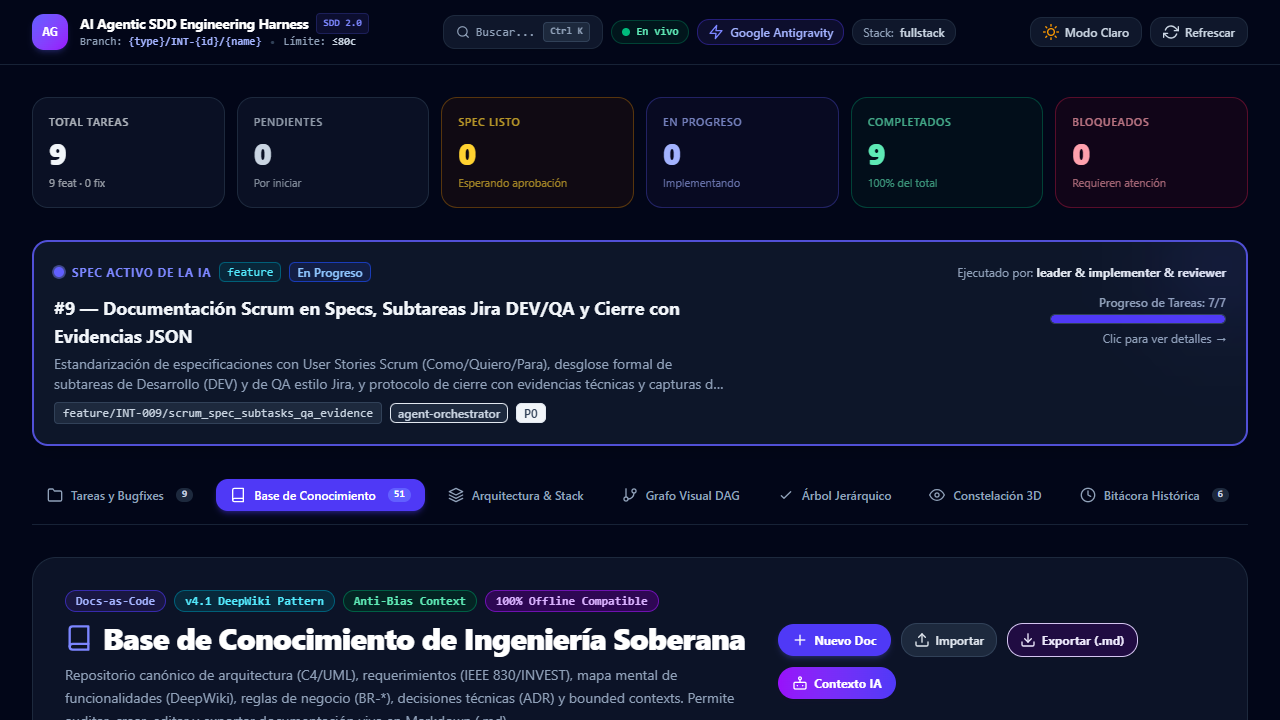 AG
AI Agentic SDD Engineering Harness
SDD 2.0
Branch: {type}/INT-{id}/{name} • Límite: ≤80c
Buscar... Ctrl K
En vivo
Google Antigravity
Stack: fullstack
Modo Claro
Refrescar
TOTAL TAREAS
9
9 feat · 0 fix
PENDIENTES
0
Por iniciar
SPEC LISTO
0
Esperando aprobación
EN PROGRESO
0
Implementando
COMPLETADOS
9
100% del total
BLOQUEADOS
0
Requieren atención
SPEC ACTIVO DE LA IA feature En Progreso
Ejecutado por: leader & implementer & reviewer
#9 — Documentación Scrum en Specs, Subtareas Jira DEV/QA y Cierre con
Evidencias JSON
Progreso de Tareas: 7/7
Clic para ver detalles →
Estandarización de especificaciones con User Stories Scrum (Como/Quiero/Para), desglose formal de
subtareas de Desarrollo (DEV) y de QA estilo Jira, y protocolo de cierre con evidencias técnicas y capturas d...
feature/INT-009/scrum_spec_subtasks_qa_evidence agent-orchestrator P0
Tareas y Bugfixes 9
Base de Conocimiento 51
Arquitectura & Stack
Grafo Visual DAG
Árbol Jerárquico
Constelación 3D
Bitácora Histórica 6
Docs-as-Code
v4.1 DeepWiki Pattern
Anti-Bias Context
100% Offline Compatible
Base de Conocimiento de Ingeniería Soberana
Nuevo Doc
Importar
Exportar (.md)
Contexto IA
Repositorio canónico de arquitectura (C4/UML), requerimientos (IEEE 830/INVEST), mapa mental de
funcionalidades (DeepWiki), reglas de negocio (BR-*), decisiones técnicas (ADR) y bounded contexts. Permite
auditar, crear, editar y exportar documentación viva en Markdown (.md).